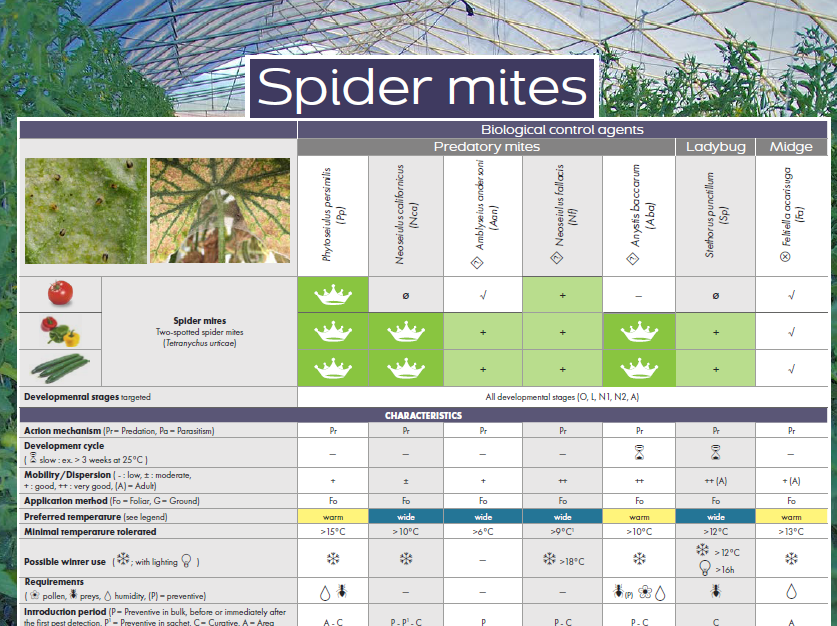 Spider mites
Biological control agents
Predatory mites Ladybug Midge
Phytoseiulus persimilis (Pp)
Neoseiulus californicus (Nca)
Amblyseius andersoni (Aan)
Neoseiulus fallacis (Nf)
Anystis baccarum (Aba)
Stethorus punctillum (Sp)
Feltiella acarisuga (Fa)
ø √ + – ø √
Spider mites
Two-spotted spider mites
(Tetranychus urticae)
+ + + √
+ + + √
Developmental stages targeted All developmental stages (O, L, N1, N2, A)
CHARACTERISTICS
Action mechanism (Pr= Predation, Pa = Parasitism) Pr Pr Pr Pr Pr Pr Pr
Development cycle
( slow : ex. > 3 weeks at 25°C ) – – – – –
Mobility/Dispersion ( - : low, ± : moderate,
+ : good, ++ : very good, (A) = Adult) + ± + ++ ++ ++ (A) + (A)
Application method (Fo = Foliar, G = Ground) Fo Fo Fo Fo Fo Fo Fo
Preferred temperature (see legend) warm wide wide wide warm wide warm
Minimal temperature tolerated >15°C >10°C >6°C >9°C¹ >10°C >12°C >13°C
Possible winter use ( ; with lighting ) – >18°C >12°C
>16h
Requirements
( pollen, preys, humidity, (P) = preventive) – – – (P)
Introduction period (P = Preventive in bulk, before or immediately after
the first pest detection, P¹ = Preventive in sachet, C = Curative, A = Area
A - C P - P¹ - C P P - C P - C C A